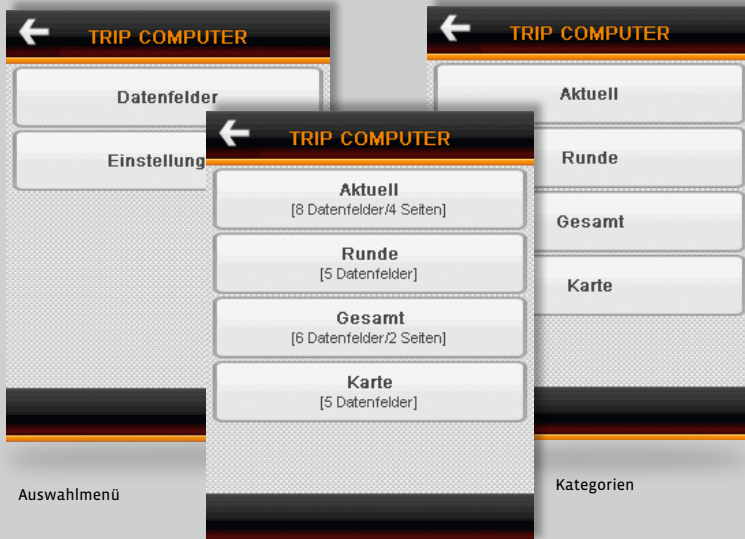 TRIP COMPUTER
Datenfelder
Einstellung
Auswahlmenü
TRIP COMPUTER
Aktuell
[8 Datenfelder/4 Seiten]
Runde
[5 Datenfelder]
Gesamt
[6 Datenfelder/2 Seiten]
Karte
[5 Datenfelder]
TRIP COMPUTER
Aktuell
Runde
Gesamt
Karte
Kategorien